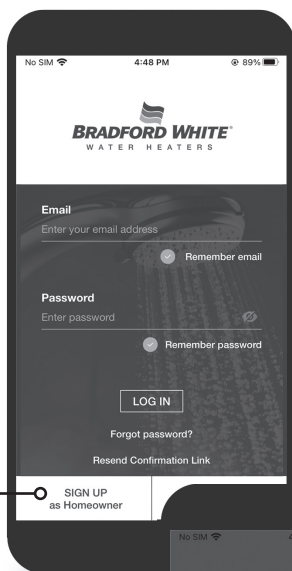 No SIM 4:48 PM 89%
BRADFORD WHITE®
WATER HEATERS
Email
Enter your email address
Remember email
Password
Enter password
Remember password
LOG IN
Forgot password?
Resend Confirmation Link
SIGN UP
as Homeowner
No SIM